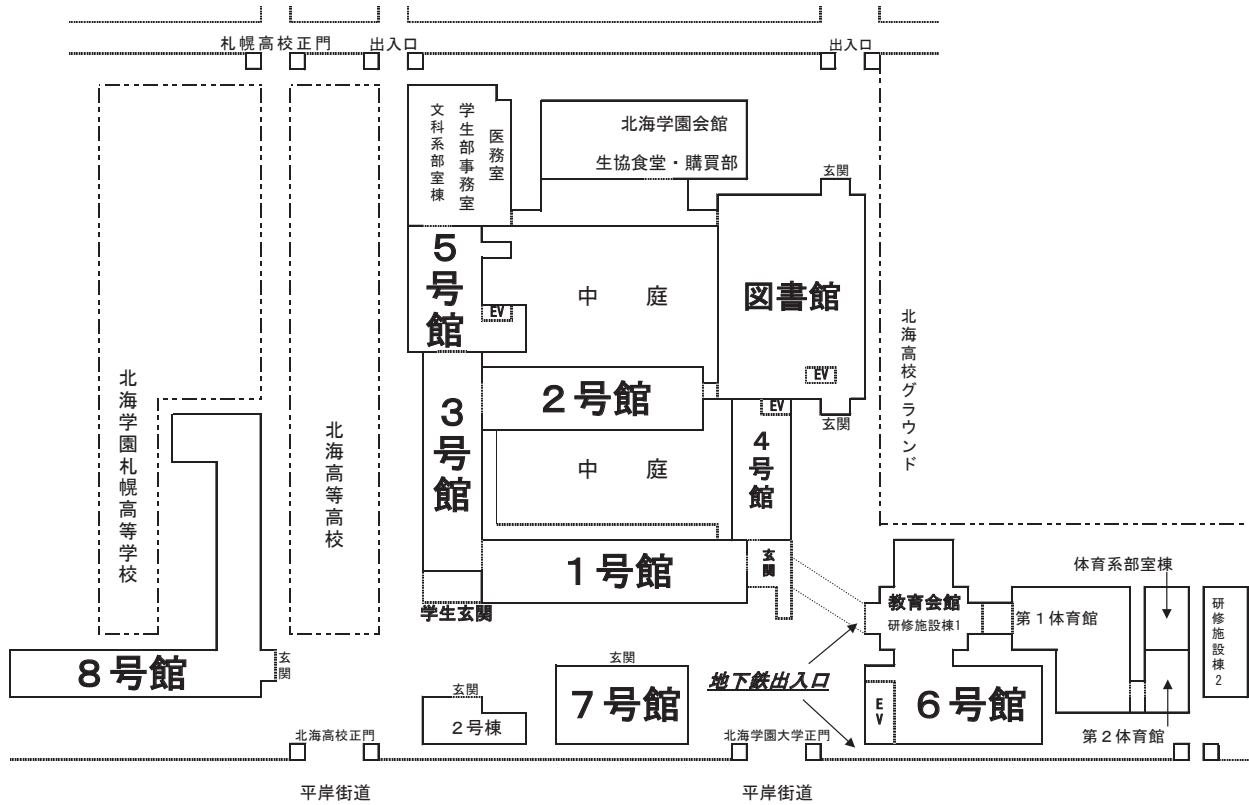 札幌高校正門
出入口
出入口
文科系部室棟
学生部事務室
医務室
北海学園会館
生協食堂・購買部
玄関
5号館
EV
中庭
図書館
EV
玄関
北海高校グラウンド
北海学園札幌高等学校
北海高等高校
3号館
2号館
EV
4号館
中庭
1号館
玄関
学生玄関
教育会館
研修施設棟1
第1体育館
体育系部室棟
研修施設棟2
8号館
玄関
玄関
2号棟
玄関
7号館
地下鉄出入口
EV
6号館
第2体育館
北海高校正門
北海学園大学正門
平岸街道
平岸街道